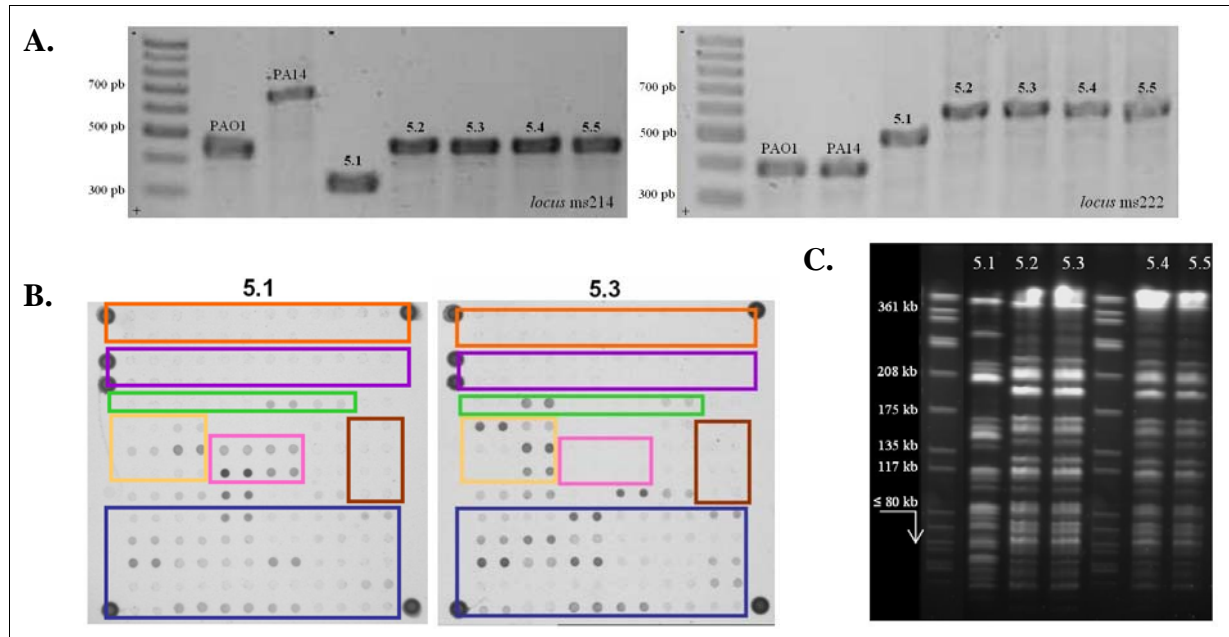 A.
700 pb
500 pb
300 pb
- -
+
PAO1
PA14
5.1
5.2 5.3 5.4 5.5
locus ms214
700 pb
500 pb
300 pb
-
+
PAO1 PA14
5.1
5.2 5.3 5.4 5.5
locus ms222
B.
5.1
5.3
C.
5.1 5.2 5.3 5.4 5.5
361 kb
208 kb
175 kb
135 kb
117 kb
≤ 80 kb